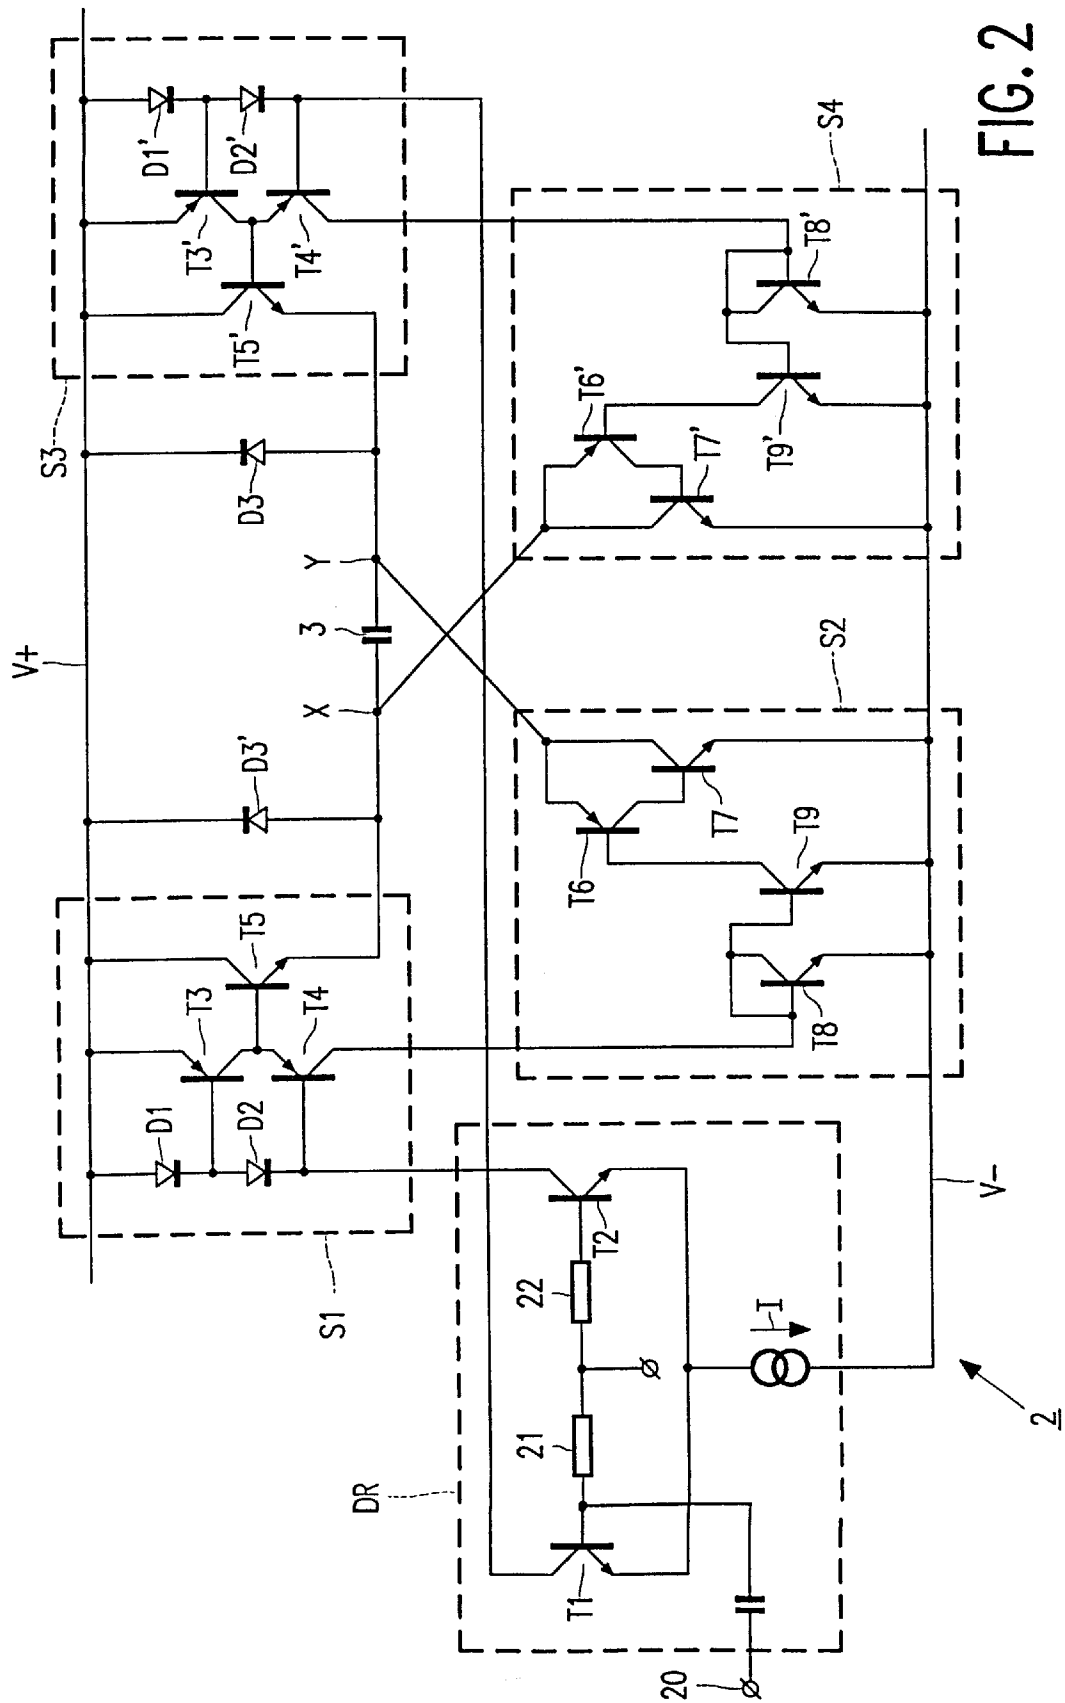 V+
S3
D1'
D2'
T3'
T4'
T5'
D3
Y
3
X
D3'
T5
T3
T4
D1
D2
S1
S4
T8'
T6'
T7'
T9'
S2
T7
T6
T9
T8
DR
T2
22
21
T1
I
20
V-
2
FIG. 2